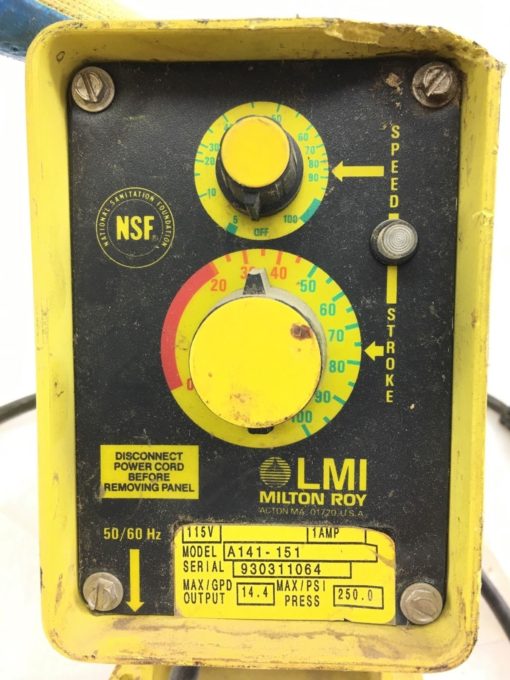 10
20
30
50
70
80
90
100
5
OFF
SPEED
NATIONAL SANITATION FOUNDATION
NSF
0
20
30
40
50
60
70
80
90
100
STROKE
DISCONNECT
POWER CORD
BEFORE
REMOVING PANEL
LMI
MILTON ROY
ACTON MA. 01720 U.S.A.
50/60 Hz
115V 1AMP
MODEL A141-151
SERIAL 930311064
MAX/GPD MAX/PSI
OUTPUT 14.4 PRESS 250.0